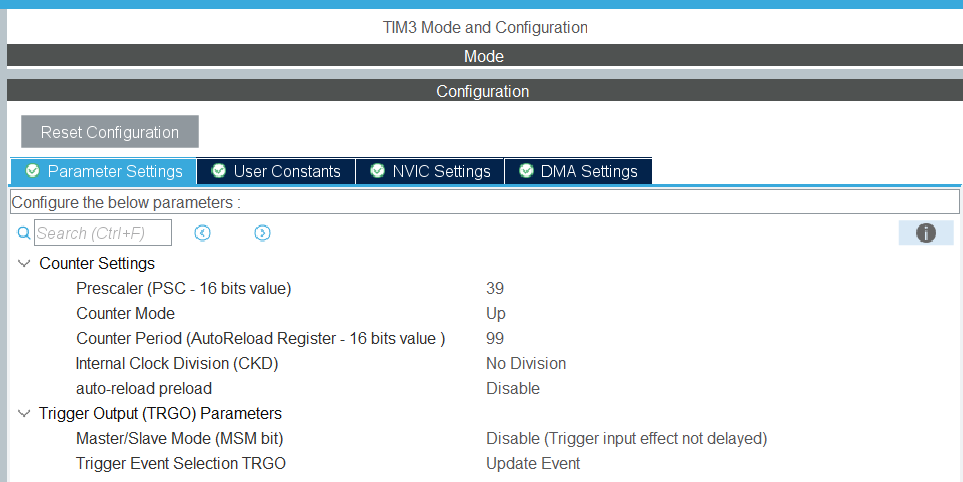 TIM3 Mode and Configuration
Mode
Configuration
Reset Configuration
Parameter Settings User Constants NVIC Settings DMA Settings
Configure the below parameters :
Search (Ctrl+F)
Counter Settings
Prescaler (PSC - 16 bits value) 39
Counter Mode Up
Counter Period (AutoReload Register - 16 bits value ) 99
Internal Clock Division (CKD) No Division
auto-reload preload Disable
Trigger Output (TRGO) Parameters
Master/Slave Mode (MSM bit) Disable (Trigger input effect not delayed)
Trigger Event Selection TRGO Update Event